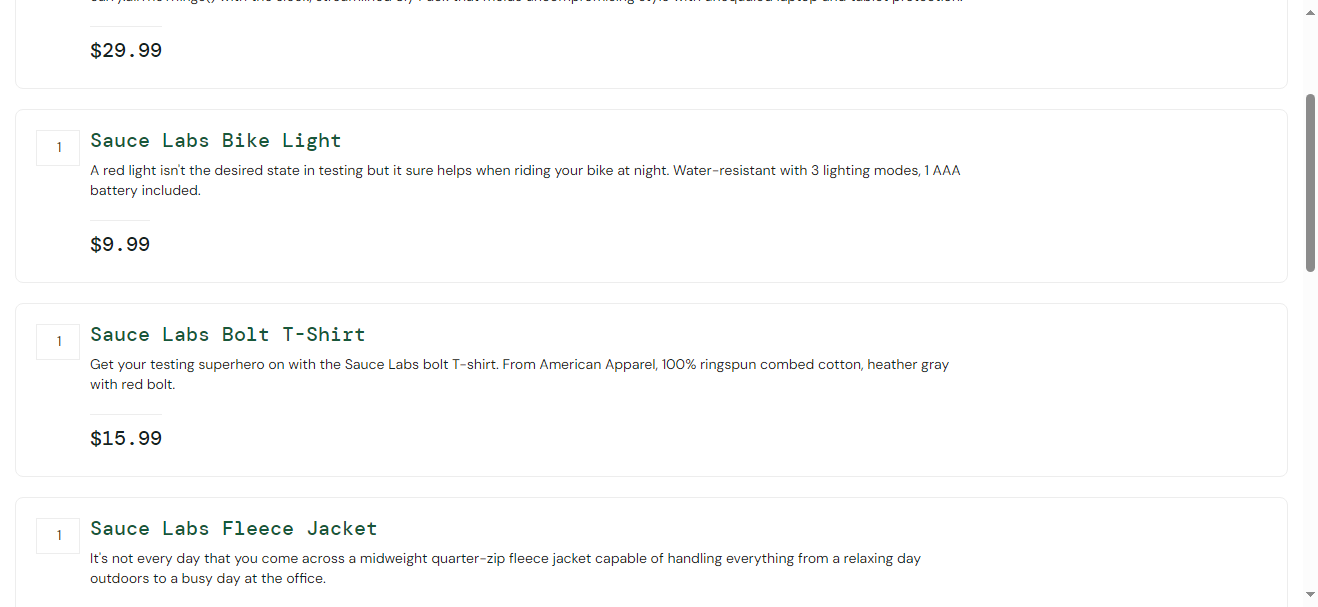 $29.99
1
Sauce Labs Bike Light
A red light isn't the desired state in testing but it sure helps when riding your bike at night. Water-resistant with 3 lighting modes, 1 AAA
battery included.
$9.99
1
Sauce Labs Bolt T-Shirt
Get your testing superhero on with the Sauce Labs bolt T-shirt. From American Apparel, 100% ringspun combed cotton, heather gray
with red bolt.
$15.99
1
Sauce Labs Fleece Jacket
It's not every day that you come across a midweight quarter-zip fleece jacket capable of handling everything from a relaxing day
outdoors to a busy day at the office.